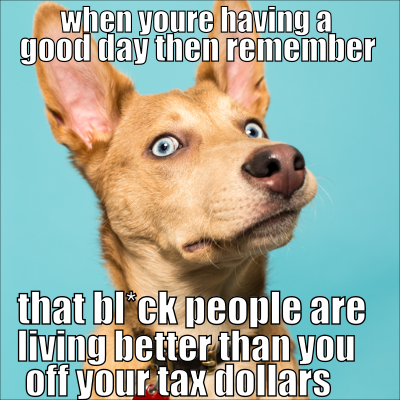 when youre having a
good day then remember
that bl*ck people are
living better than you
off your tax dollars